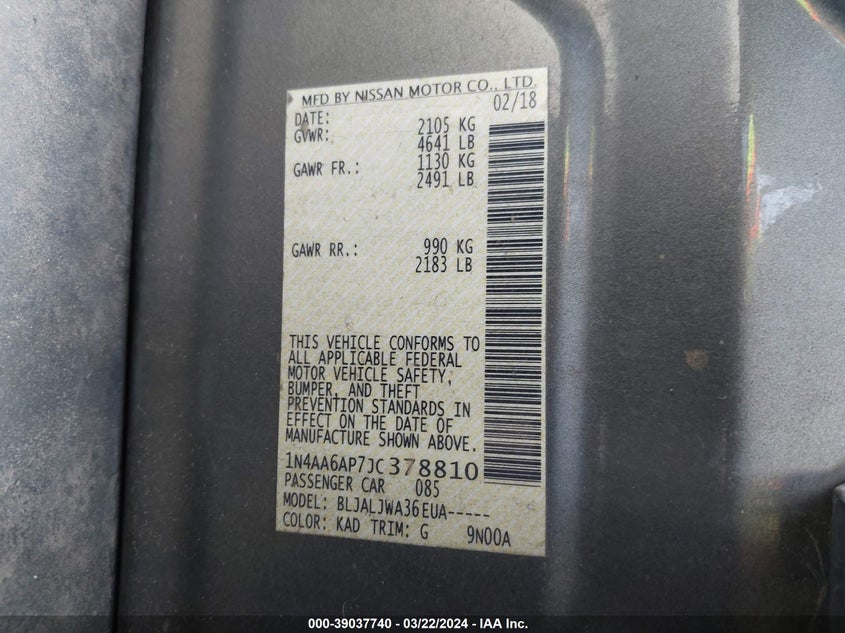 MFD BY NISSAN MOTOR CO., LTD.
DATE: 02/18
GVWR: 2105 KG
4641 LB
GAWR FR.: 1130 KG
2491 LB
GAWR RR.: 990 KG
2183 LB
THIS VEHICLE CONFORMS TO
ALL APPLICABLE FEDERAL
MOTOR VEHICLE SAFETY,
BUMPER, AND THEFT
PREVENTION STANDARDS IN
EFFECT ON THE DATE OF
MANUFACTURE SHOWN ABOVE.
1N4AA6AP7JC378810
PASSENGER CAR 085
MODEL: BLJALJWA36EUA-----
COLOR: KAD TRIM: G 9N00A
000-39037740 - 03/22/2024 - IAA Inc.